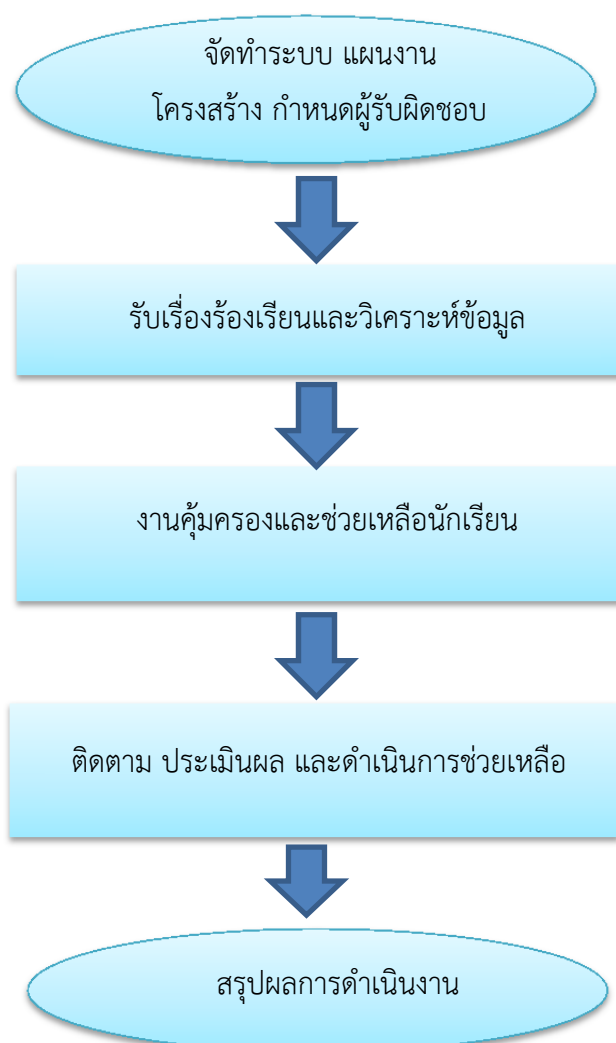 จัดทำระบบ แผนงาน
โครงสร้าง กำหนดผู้รับผิดชอบ
รับเรื่องร้องเรียนและวิเคราะห์ข้อมูล
งานคุ้มครองและช่วยเหลือนักเรียน
ติดตาม ประเมินผล และดำเนินการช่วยเหลือ
สรุปผลการดำเนินงาน